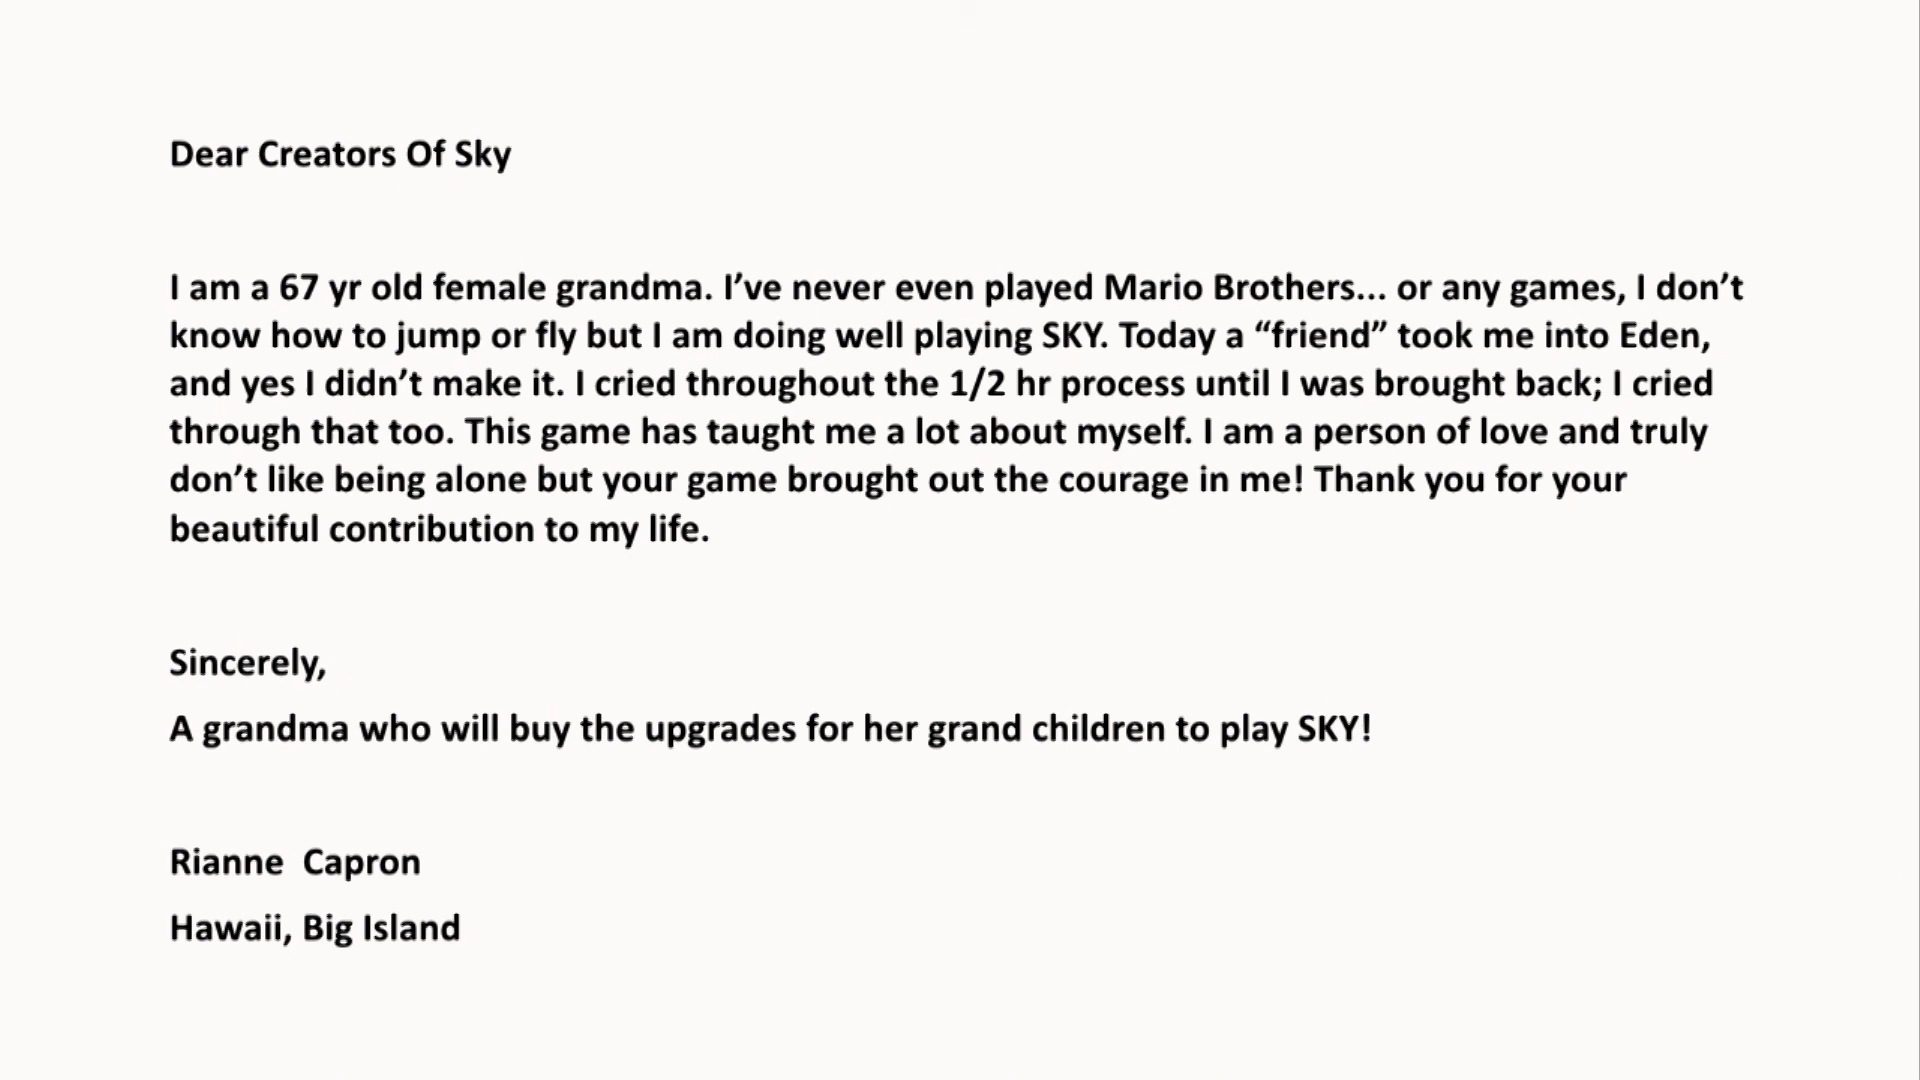 Dear Creators Of Sky
I am a 67 yr old female grandma. I’ve never even played Mario Brothers... or any games, I don’t
know how to jump or fly but I am doing well playing SKY. Today a “friend” took me into Eden,
and yes I didn’t make it. I cried throughout the 1/2 hr process until I was brought back; I cried
through that too. This game has taught me a lot about myself. I am a person of love and truly
don’t like being alone but your game brought out the courage in me! Thank you for your
beautiful contribution to my life.
Sincerely,
A grandma who will buy the upgrades for her grand children to play SKY!
Rianne  Capron
Hawaii, Big Island